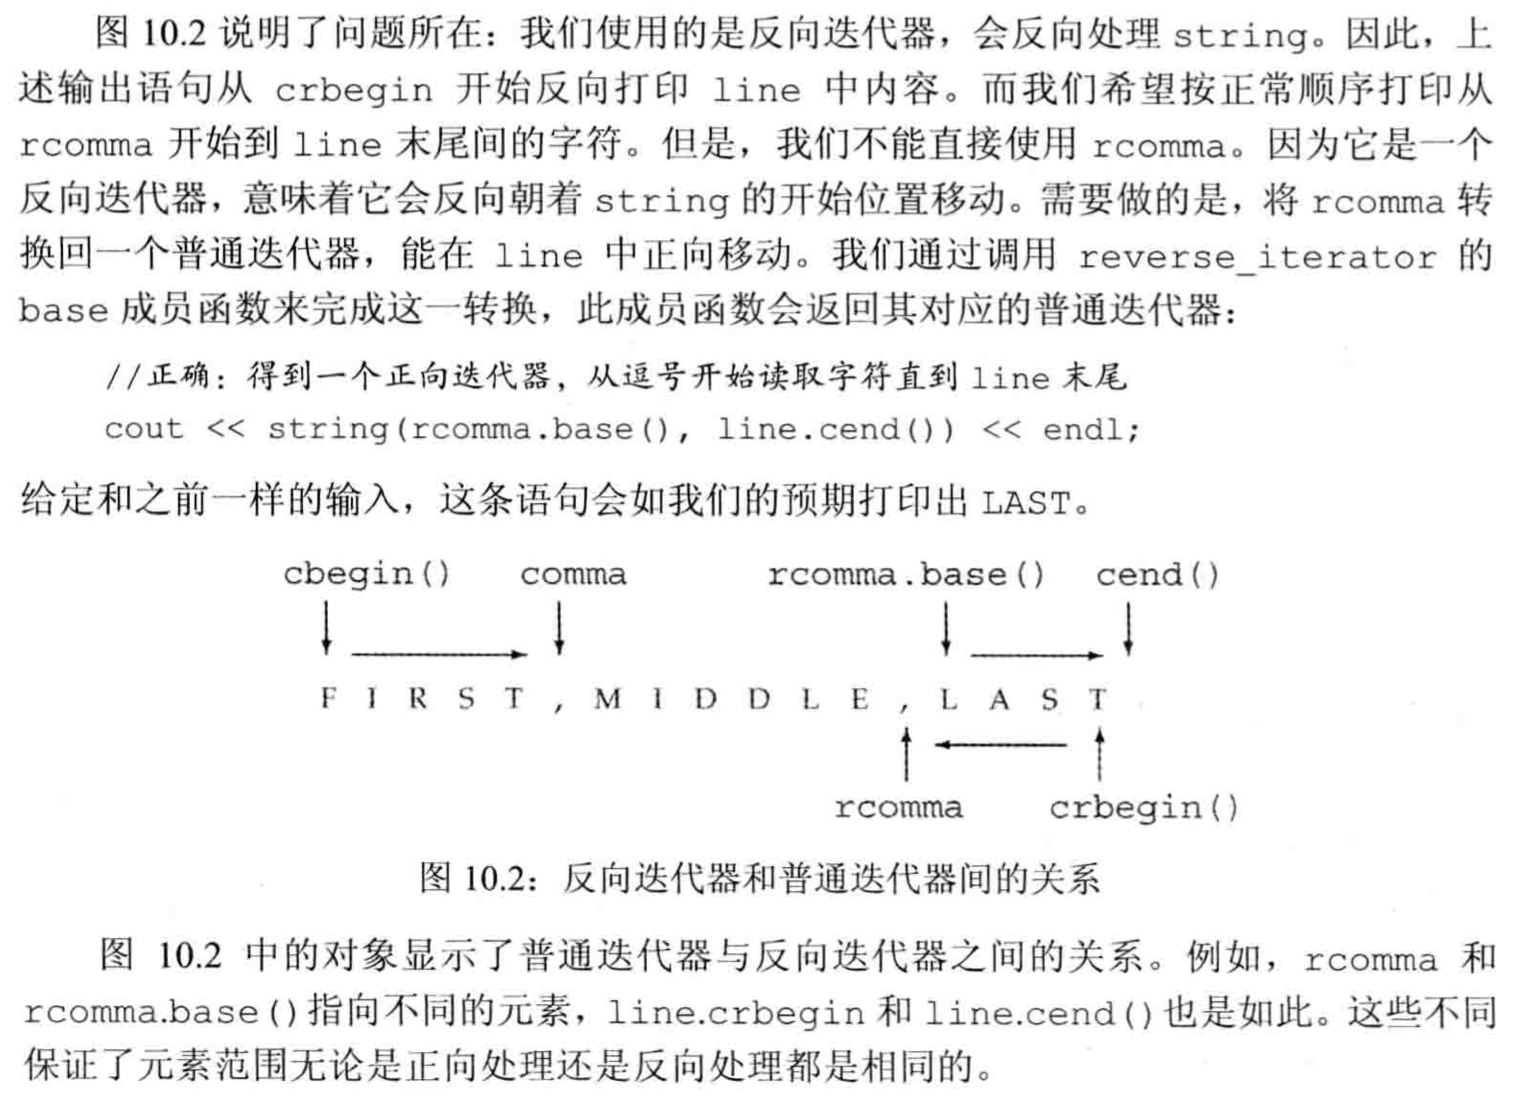 图 10.2 说明了问题所在：我们使用的是反向迭代器，会反向处理 string。因此，上
述输出语句从 crbegin 开始反向打印 line 中内容。而我们希望按正常顺序打印从
rcomma 开始到 line 末尾间的字符。但是，我们不能直接使用 rcomma。因为它是一个
反向迭代器，意味着它会反向朝着 string 的开始位置移动。需要做的是，将 rcomma 转
换回一个普通迭代器，能在 line 中正向移动。我们通过调用 reverse_iterator 的
base 成员函数来完成这一转换，此成员函数会返回其对应的普通迭代器：
//正确：得到一个正向迭代器，从逗号开始读取字符直到 line 末尾
cout << string(rcomma.base(), line.cend()) << endl;
给定和之前一样的输入，这条语句会如我们的预期打印出 LAST。
cbegin() comma rcomma.base() cend()
F I R S T , M I D D L E , L A S T
rcomma crbegin()
图 10.2：反向迭代器和普通迭代器间的关系
图 10.2 中的对象显示了普通迭代器与反向迭代器之间的关系。例如，rcomma 和
rcomma.base()指向不同的元素，line.crbegin 和 line.cend()也是如此。这些不同
保证了元素范围无论是正向处理还是反向处理都是相同的。